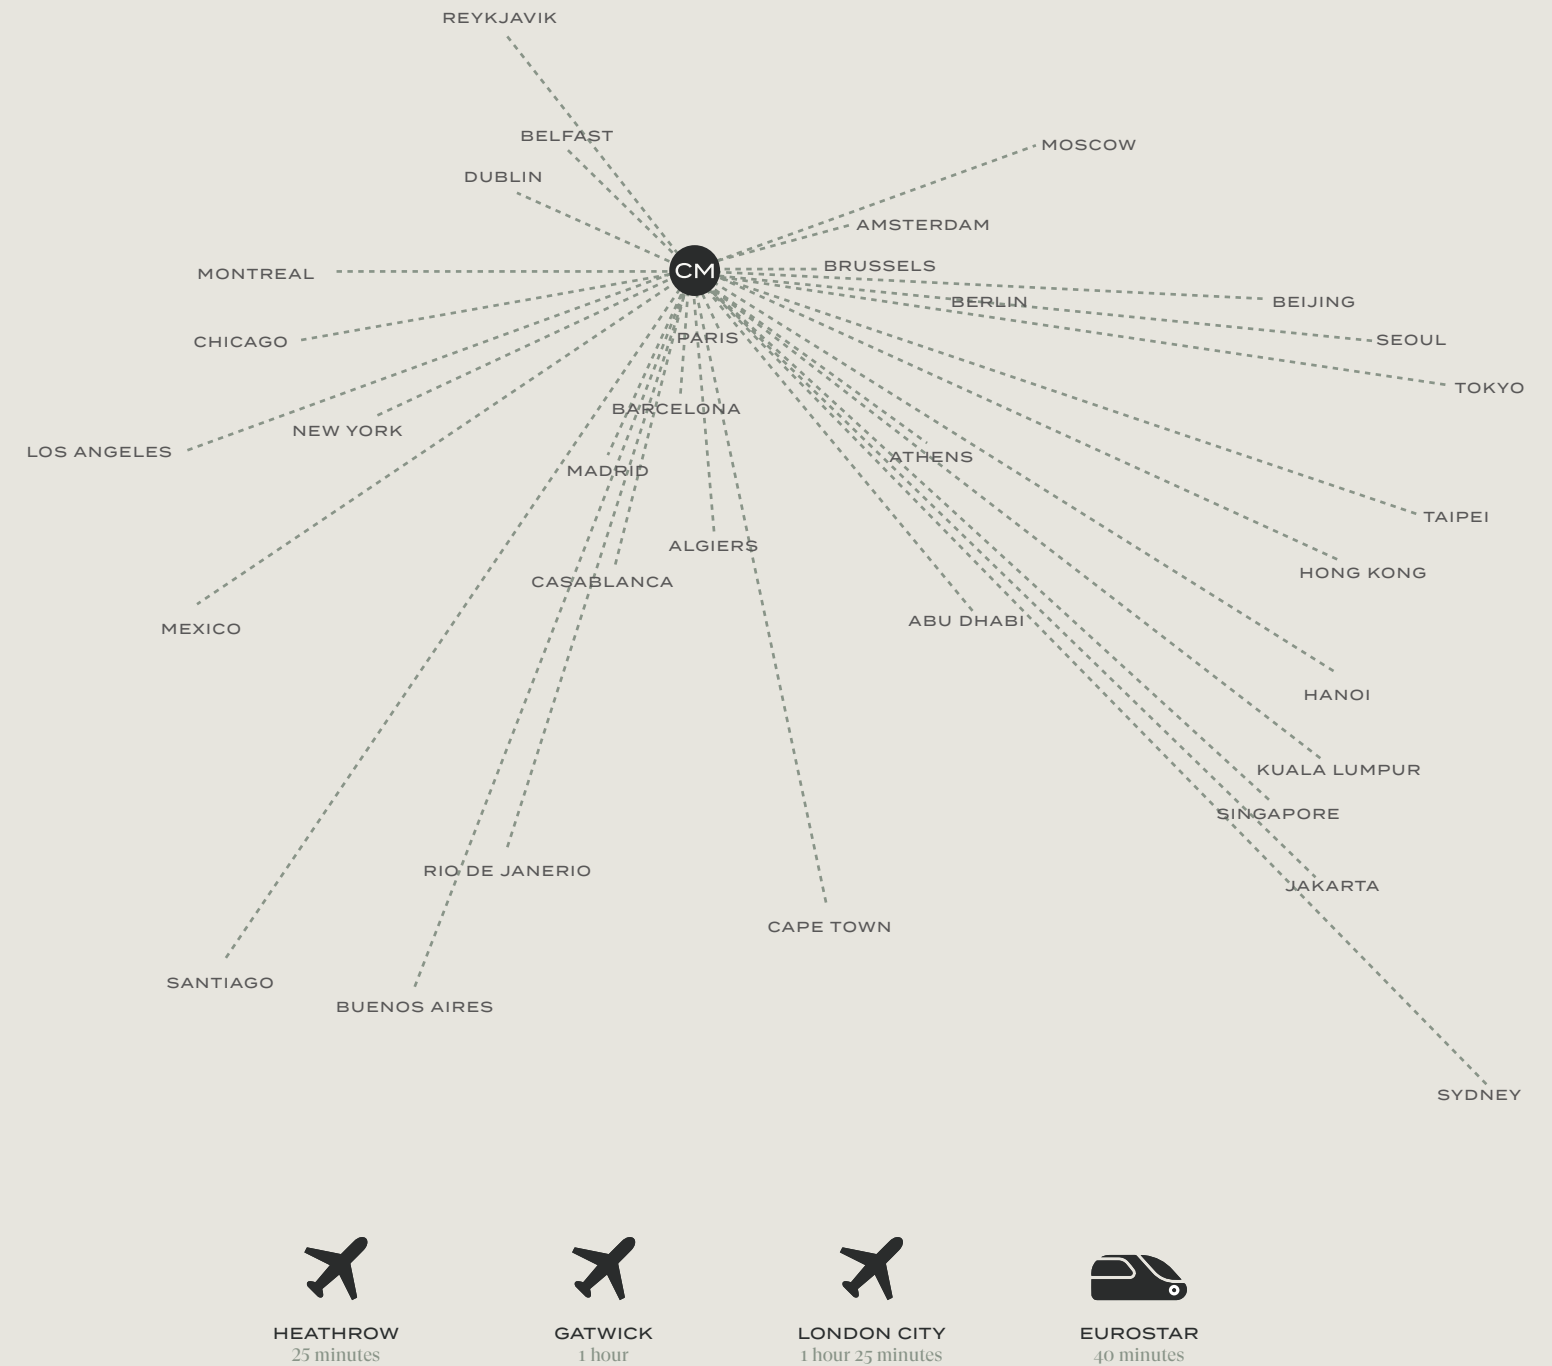 REYKJAVIK
BELFAST
MOSCOW
DUBLIN
AMSTERDAM
BRUSSELS
CM
MONTREAL
BERLIN
BEIJING
PARIS
SEOUL
CHICAGO
TOKYO
BARCELONA
NEW YORK
LOS ANGELES
ATHENS
MADRID
TAIPEI
ALGIERS
HONG KONG
CASABLANCA
ABU DHABI
MEXICO
HANOI
KUALA LUMPUR
SINGAPORE
RIO DE JANERIO
JAKARTA
CAPE TOWN
SANTIAGO
BUENOS AIRES
SYDNEY
HEATHROW
25 minutes
GATWICK
1 hour
LONDON CITY
1 hour 25 minutes
EUROSTAR
40 minutes